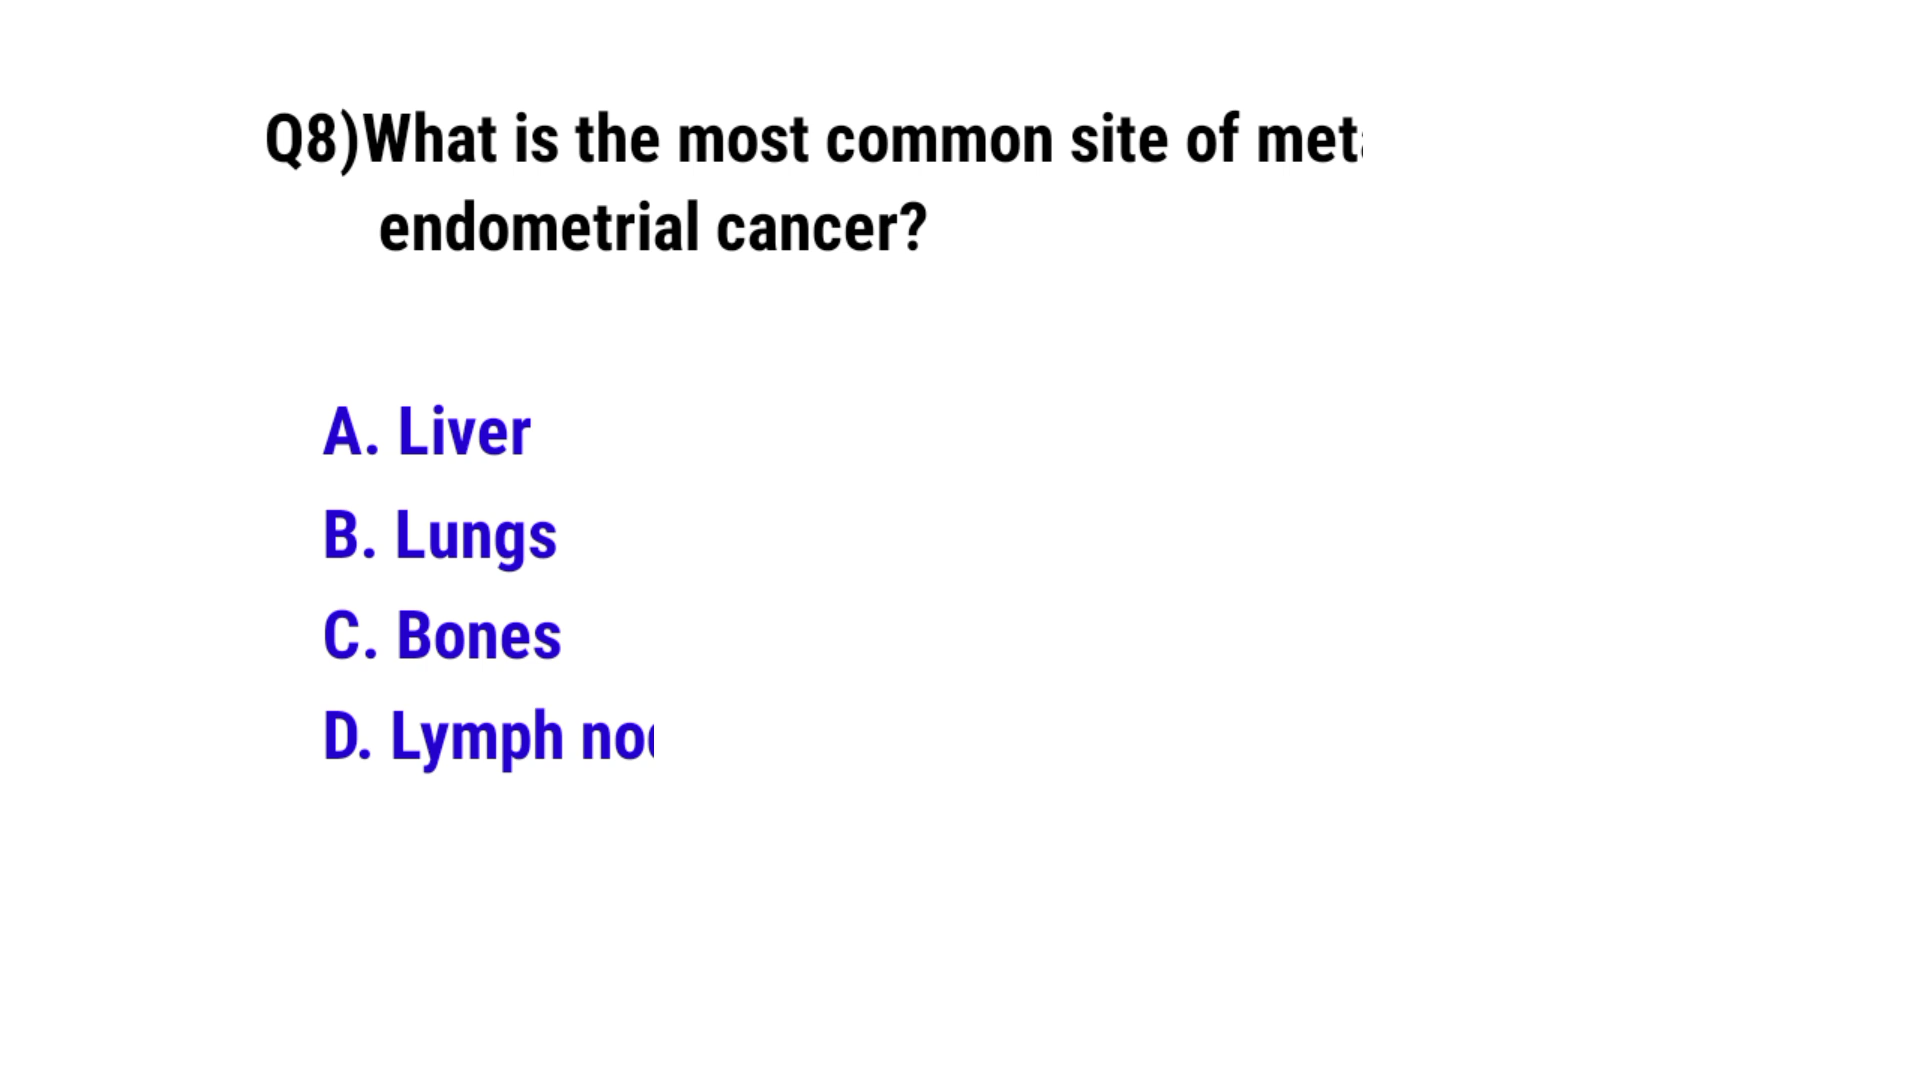 Q8)What is the most common site of met
endometrial cancer?
A. Liver
B. Lungs
C. Bones
D. Lymph no